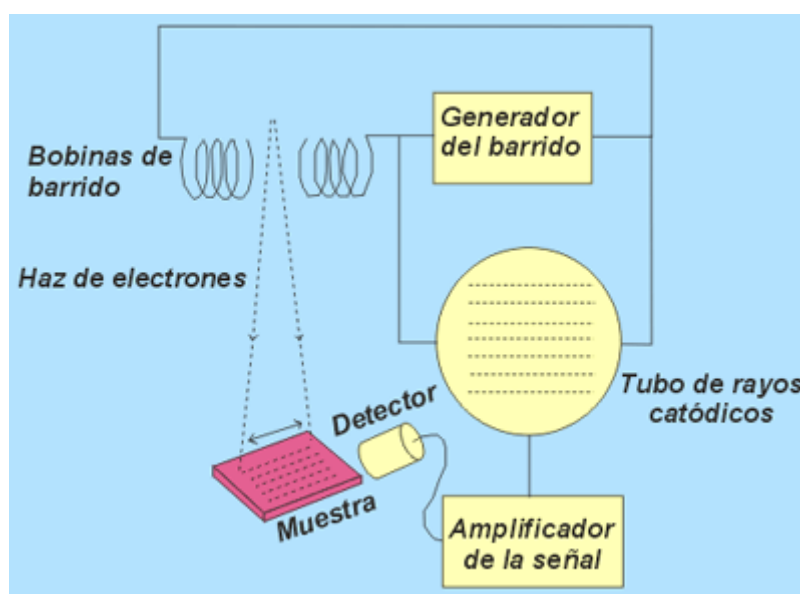 Generador
del barrido
Bobinas de
barrido
Haz de electrones
Tubo de rayos
catódicos
Detector
Muestra
Amplificador
de la señal